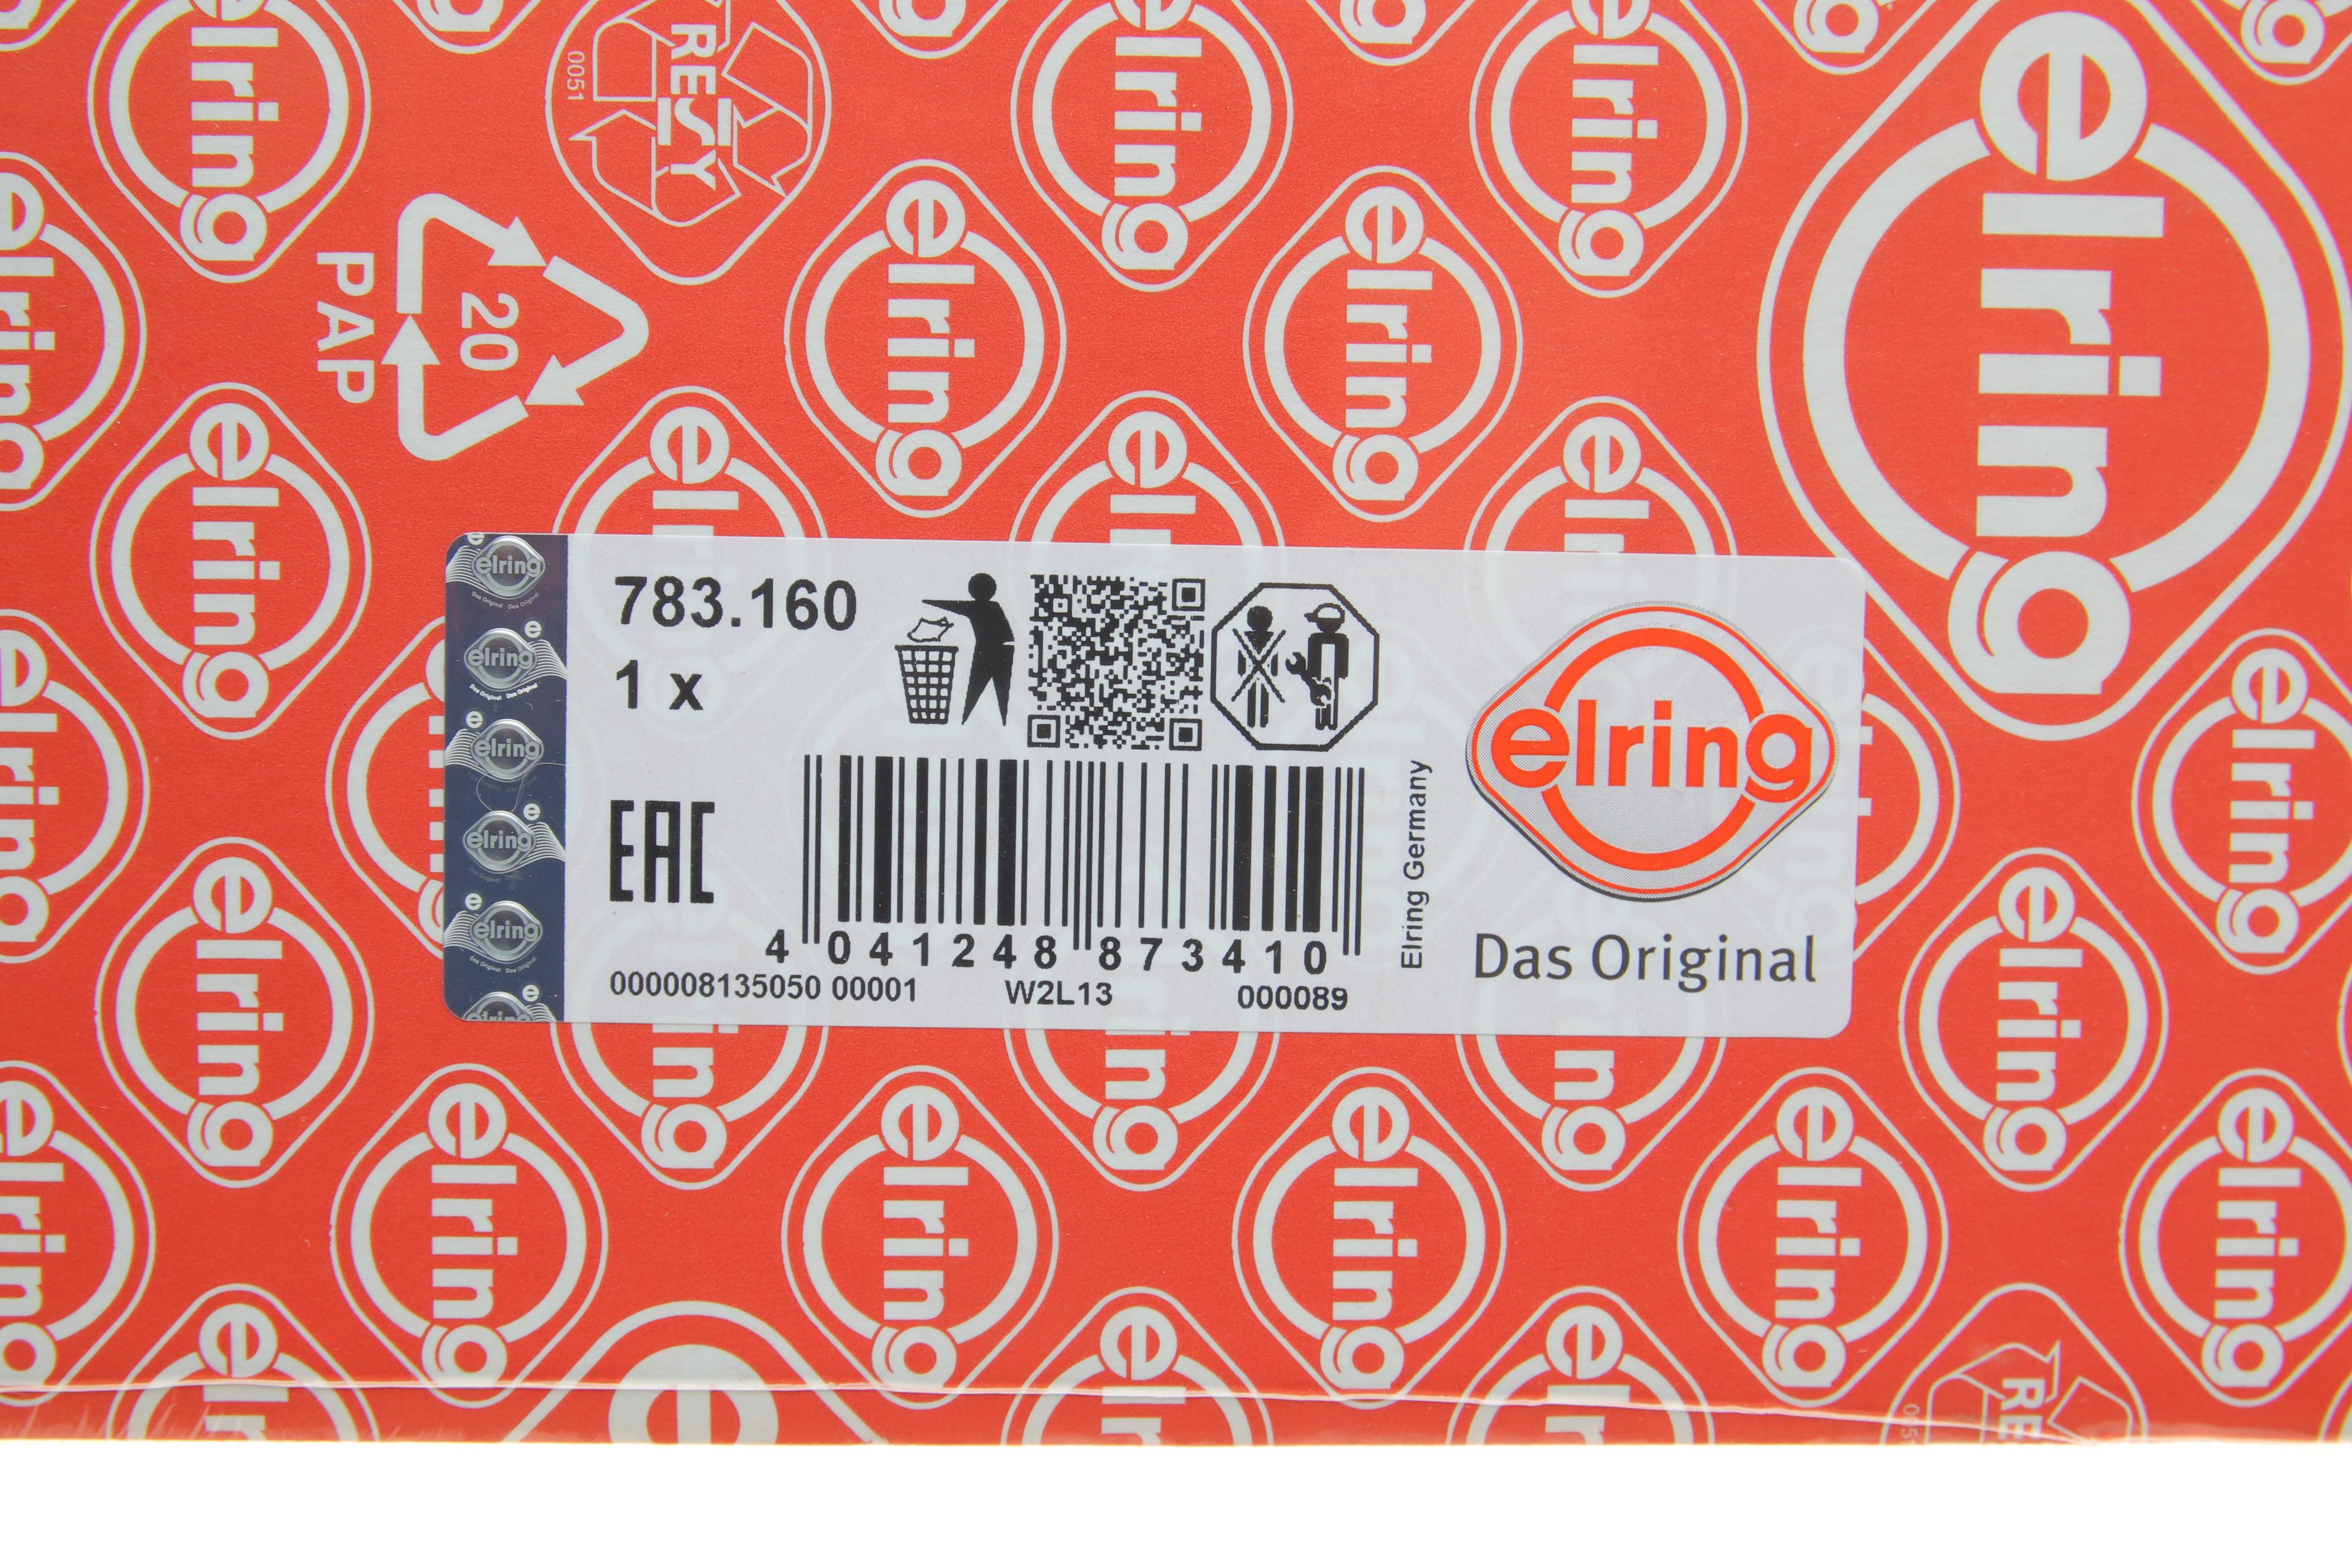 RESY
0051
20
PAP
elring
783.160
1 x
EAC
4 041248 873410
000008135050 00001 W2L13 000089
Elring Germany
elring
Das Original